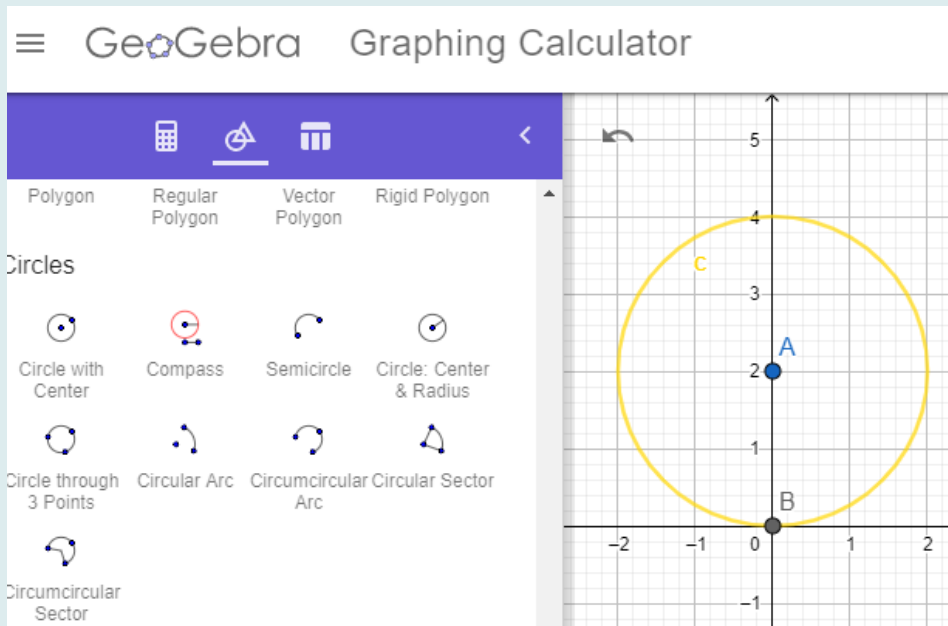 GeoGebra Graphing Calculator
Polygon
Regular
Polygon
Vector
Polygon
Rigid Polygon
Circles
Circle with
Center
Compass
Semicircle
Circle: Center
& Radius
Circle through
3 Points
Circular Arc
Circumcircular
Arc
Circular Sector
Circumcircular
Sector
5
4
c
3
A
2
1
B
-2
-1
0
1
2
-1